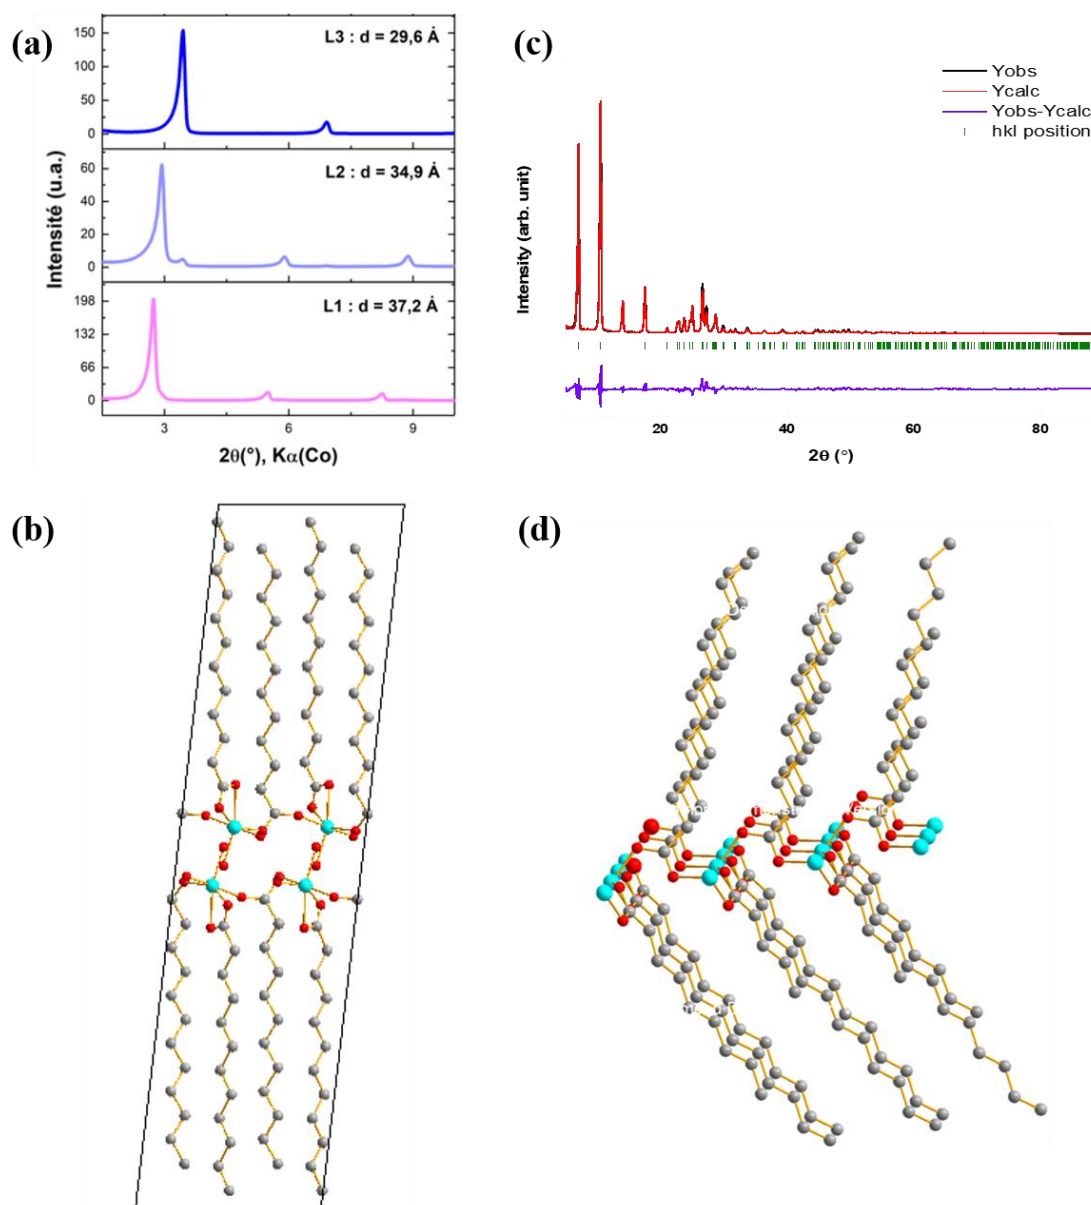 (a)
L3 : d = 29,6 Å
150
100
50
0
L2 : d = 34,9 Å
60
40
20
0
L1 : d = 37,2 Å
198
132
66
0
Intensité (u.a.)
3 6 9
2θ(°), Kα(Co)
(c)
Yobs
Ycalc
Yobs-Ycalc
hkl position
Intensity (arb. unit)
20 40 60 80
2θ (°)
(b)
(d)